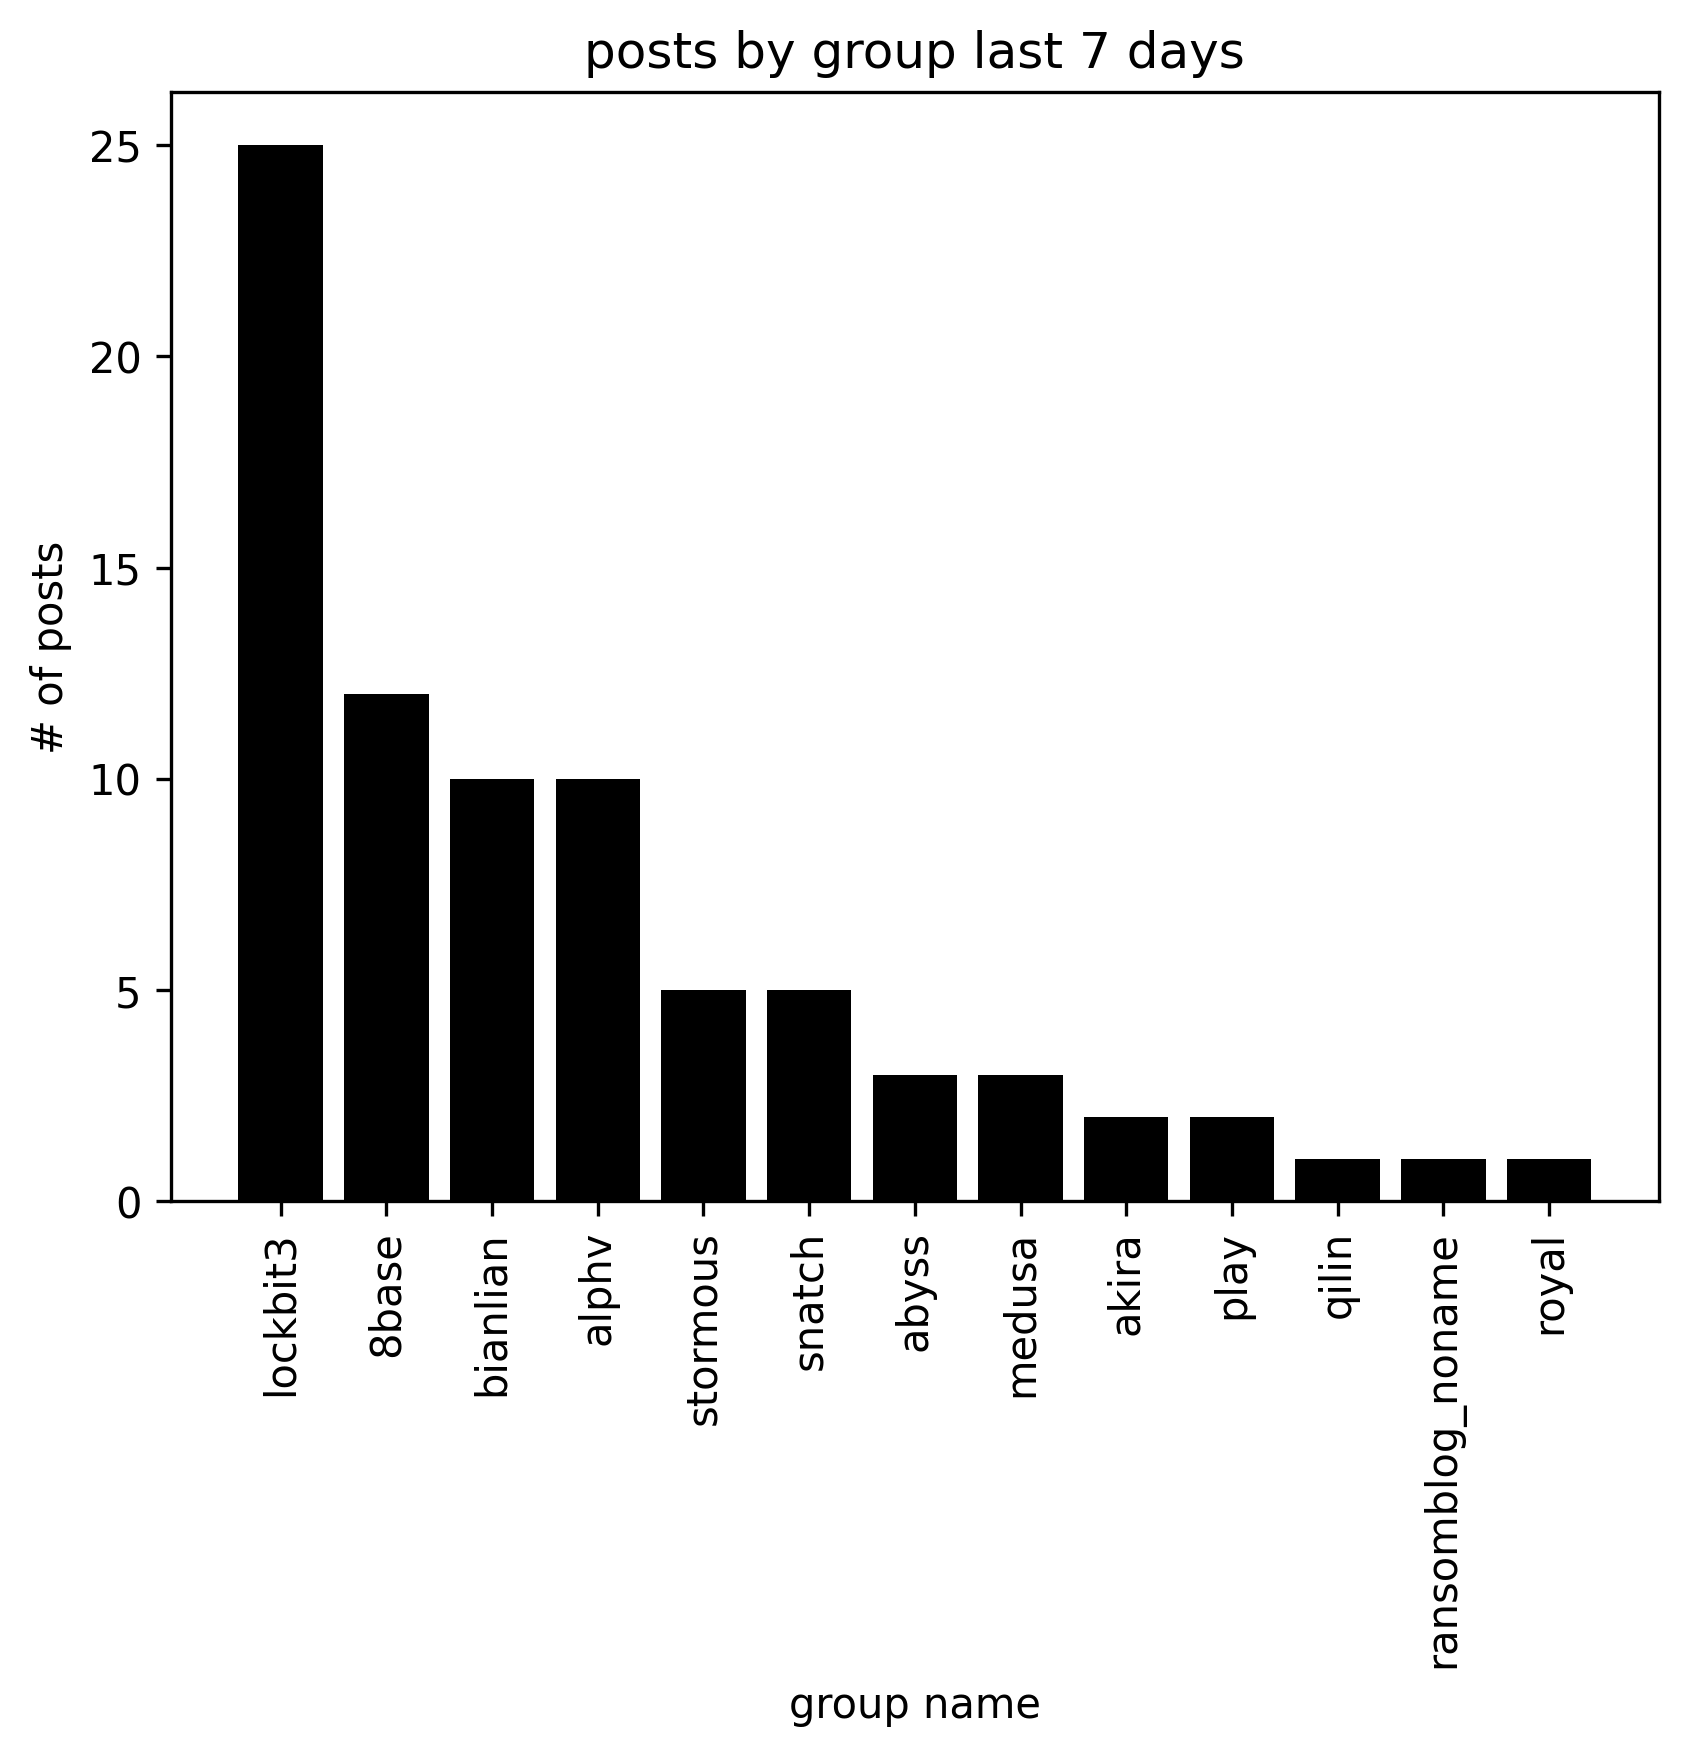 posts by group last 7 days
# of posts
25
20
15
10
5
0
lockbit3
8base
bianlian
alphv
stormous
snatch
abyss
medusa
akira
play
qilin
ransomblog_noname
royal
group name